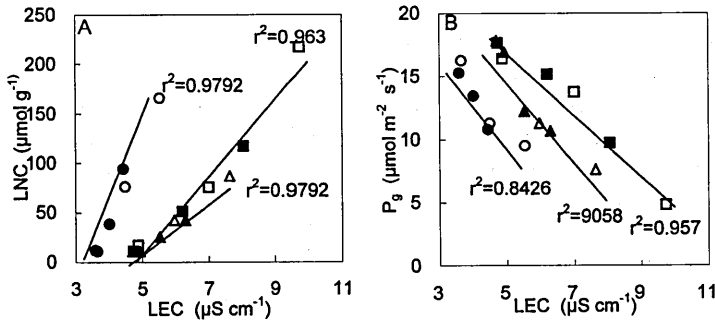 A
r²=0.963
r²=0.9792
r²=0.9792
250
200
150
100
50
0
LNC (μmol g⁻¹)
3 5 7 9 11
LEC (μS cm⁻¹)
B
r²=0.8426
r²=9058
r²=0.957
20
15
10
5
0
Pg (μmol m⁻² s⁻¹)
3 5 7 9 11
LEC (μS cm⁻¹)